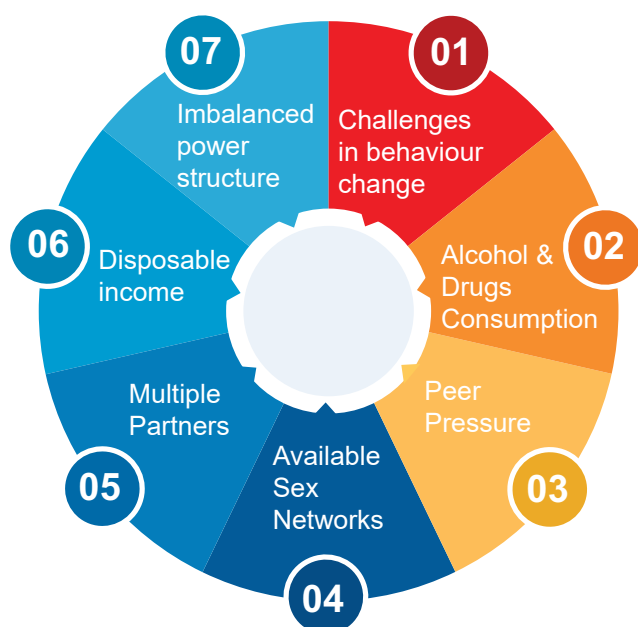 01
Challenges
in behaviour
change
02
Alcohol &
Drugs
Consumption
03
Peer
Pressure
04
Available
Sex
Networks
05
Multiple
Partners
06
Disposable
income
07
Imbalanced
power
structure